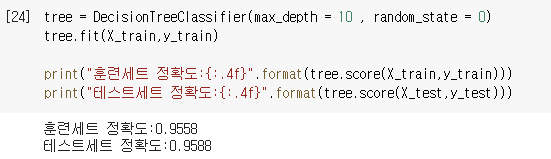 [24] tree = DecisionTreeClassifier(max_depth = 10 , random_state = 0)
tree.fit(X_train,y_train)
print("훈련세트 정확도:{:.4f}".format(tree.score(X_train,y_train)))
print("테스트세트 정확도:{:.4f}".format(tree.score(X_test,y_test)))
훈련세트 정확도:0.9558
테스트세트 정확도:0.9588